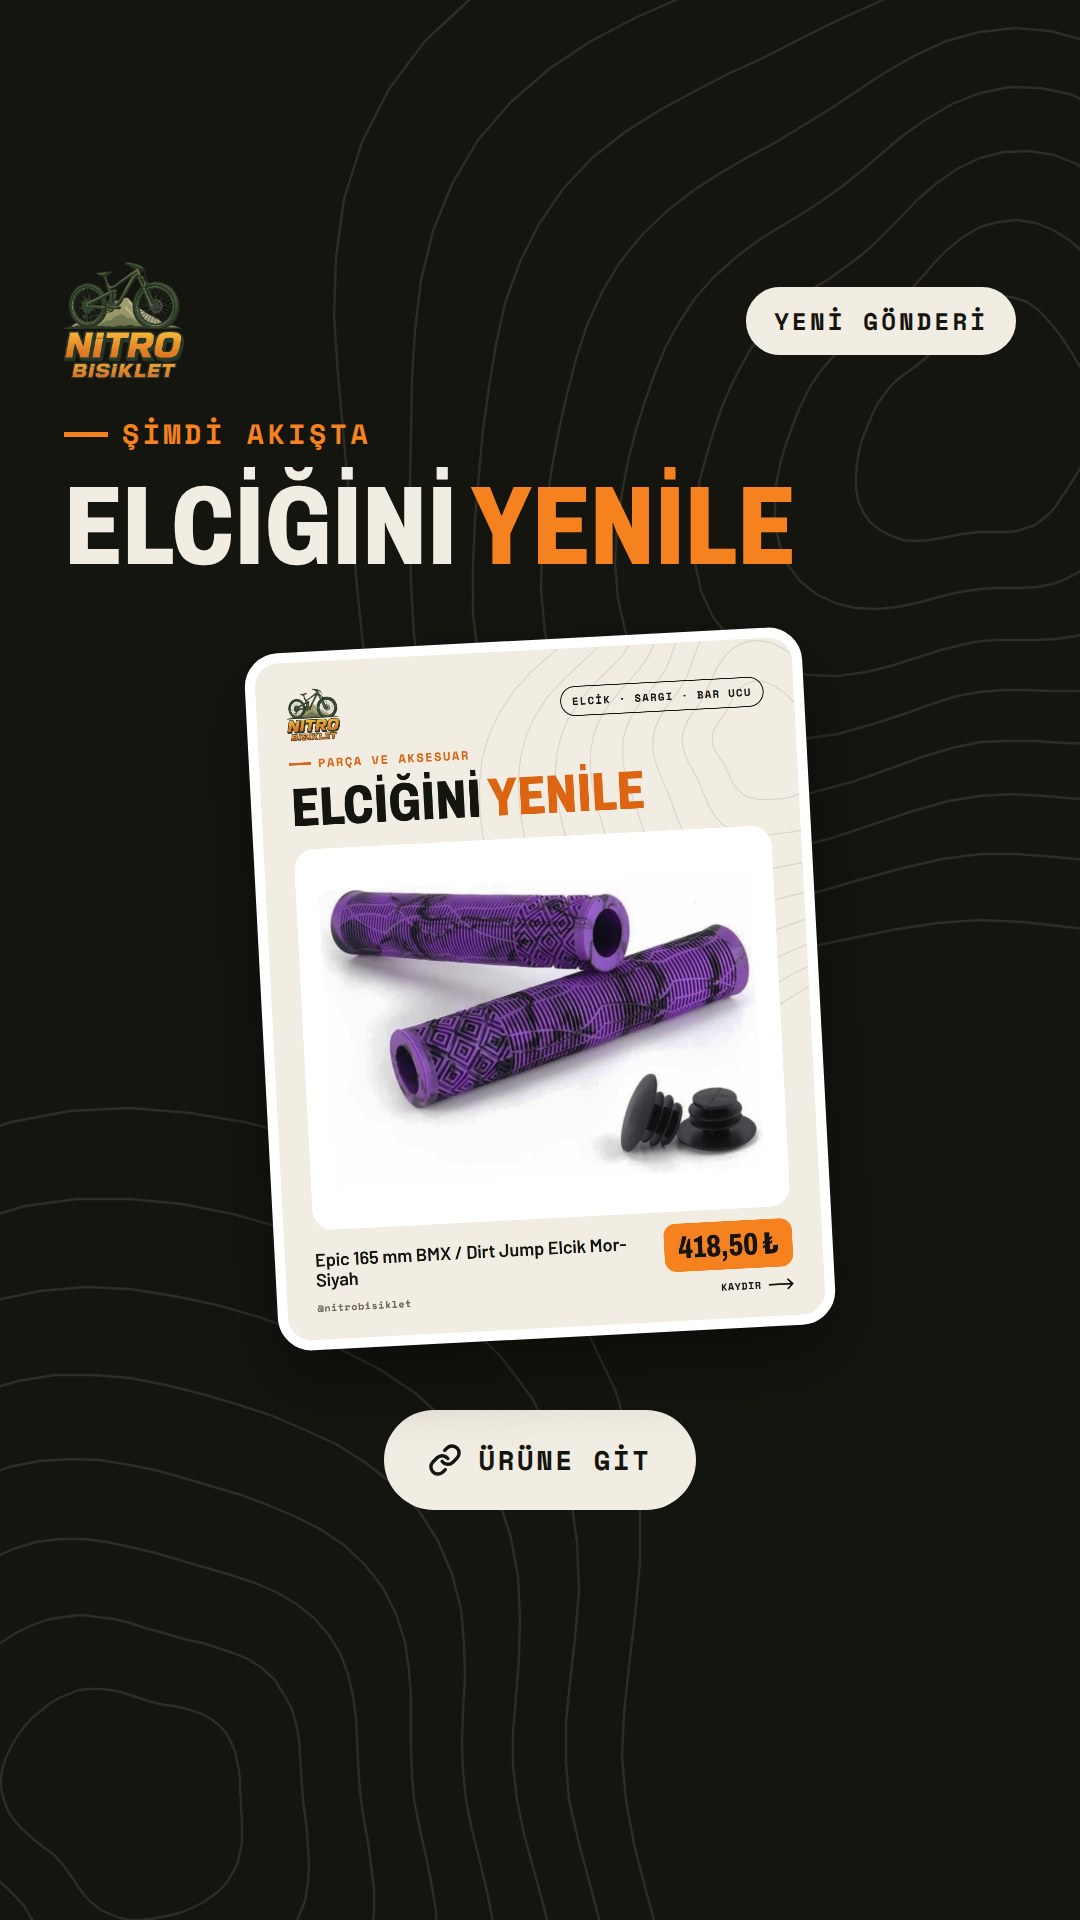 NiTRO
BiSiKLET
YENİ GÖNDERİ
ŞİMDİ AKIŞTA
ELCİĞİNİ YENİLE
NiTRO
BiSiKLET
ELCİK · SARGI · BAR UCU
PARÇA VE AKSESUAR
ELCİĞİNİ YENİLE
Epic 165 mm BMX / Dirt Jump Elcik Mor-
Siyah
418,50 ₺
@nitrobisiklet
KAYDIR
ÜRÜNE GİT